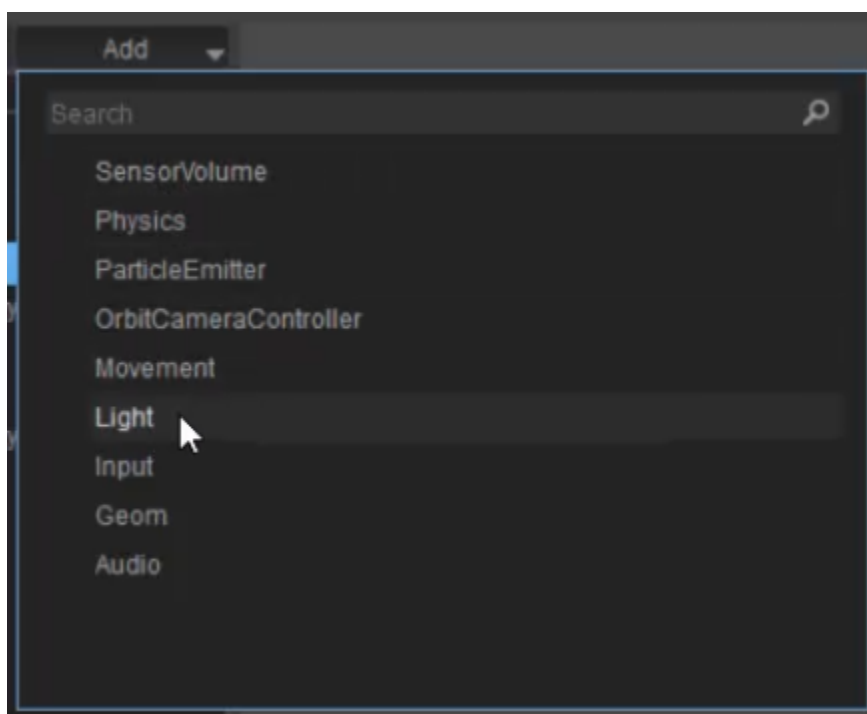 Add
Search
SensorVolume
Physics
ParticleEmitter
OrbitCameraController
Movement
Light
Input
Geom
Audio